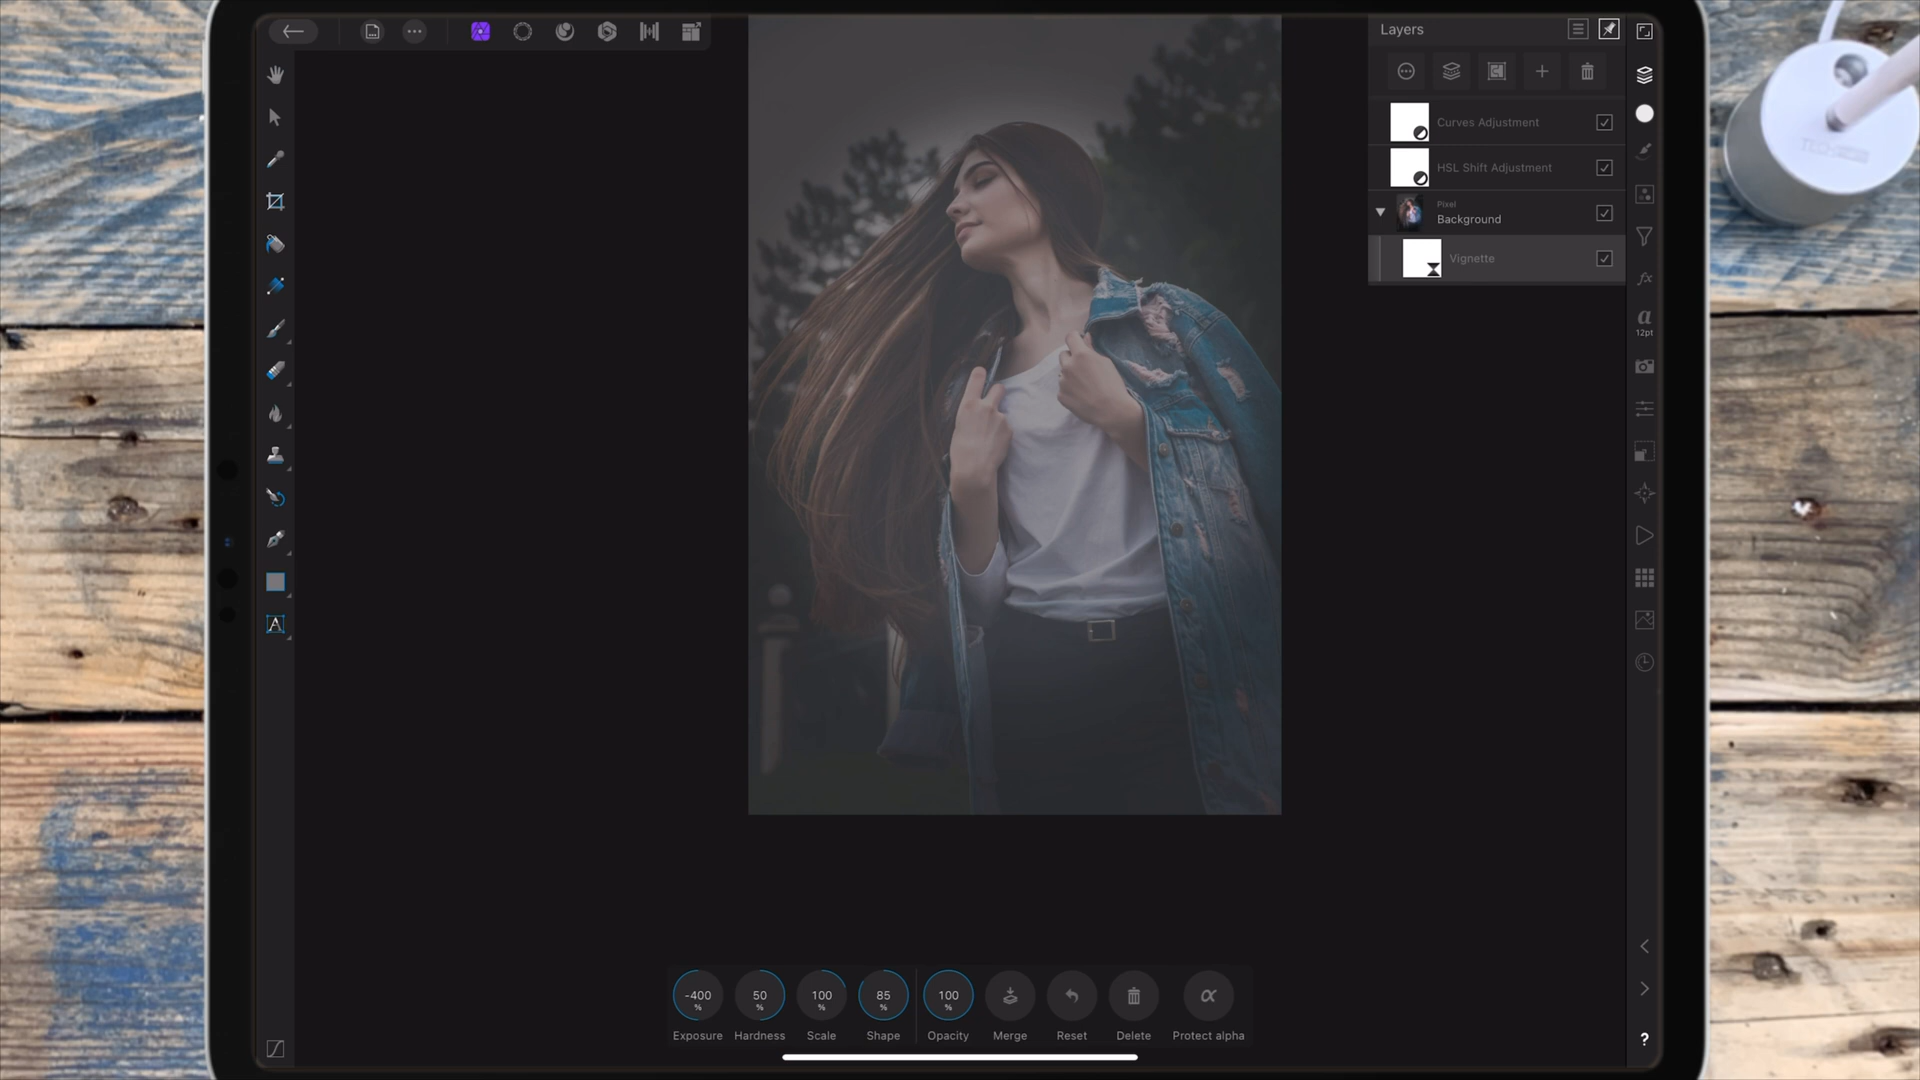 Layers
Curves Adjustment
HSL Shift Adjustment
Pixel
Background
Vignette
a
12pt
fx
A
-400
%
50
%
100
%
85
%
100
%
α
Exposure
Hardness
Scale
Shape
Opacity
Merge
Reset
Delete
Protect alpha
?